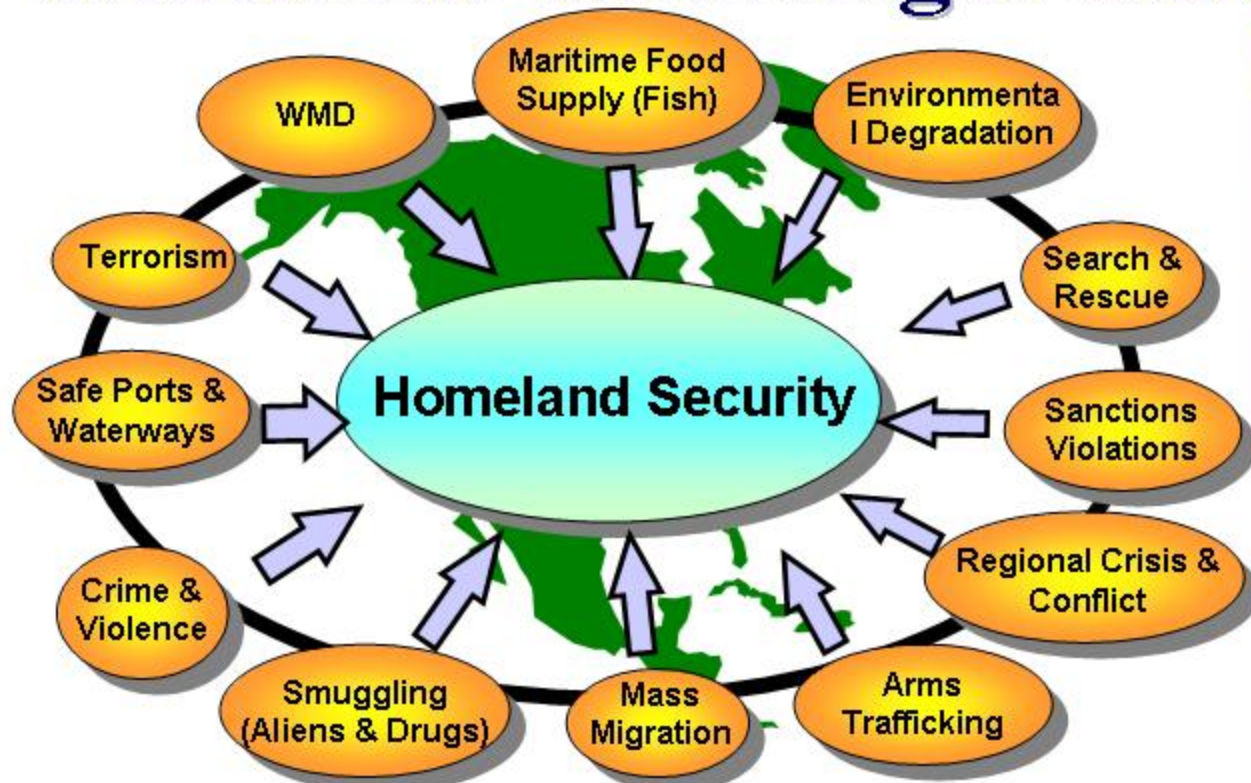 WMD
Maritime Food
Supply (Fish)
Environmenta
l Degradation
Terrorism
Search &
Rescue
Safe Ports &
Waterways
Homeland Security
Sanctions
Violations
Crime &
Violence
Regional Crisis &
Conflict
Smuggling
(Aliens & Drugs)
Mass
Migration
Arms
Trafficking